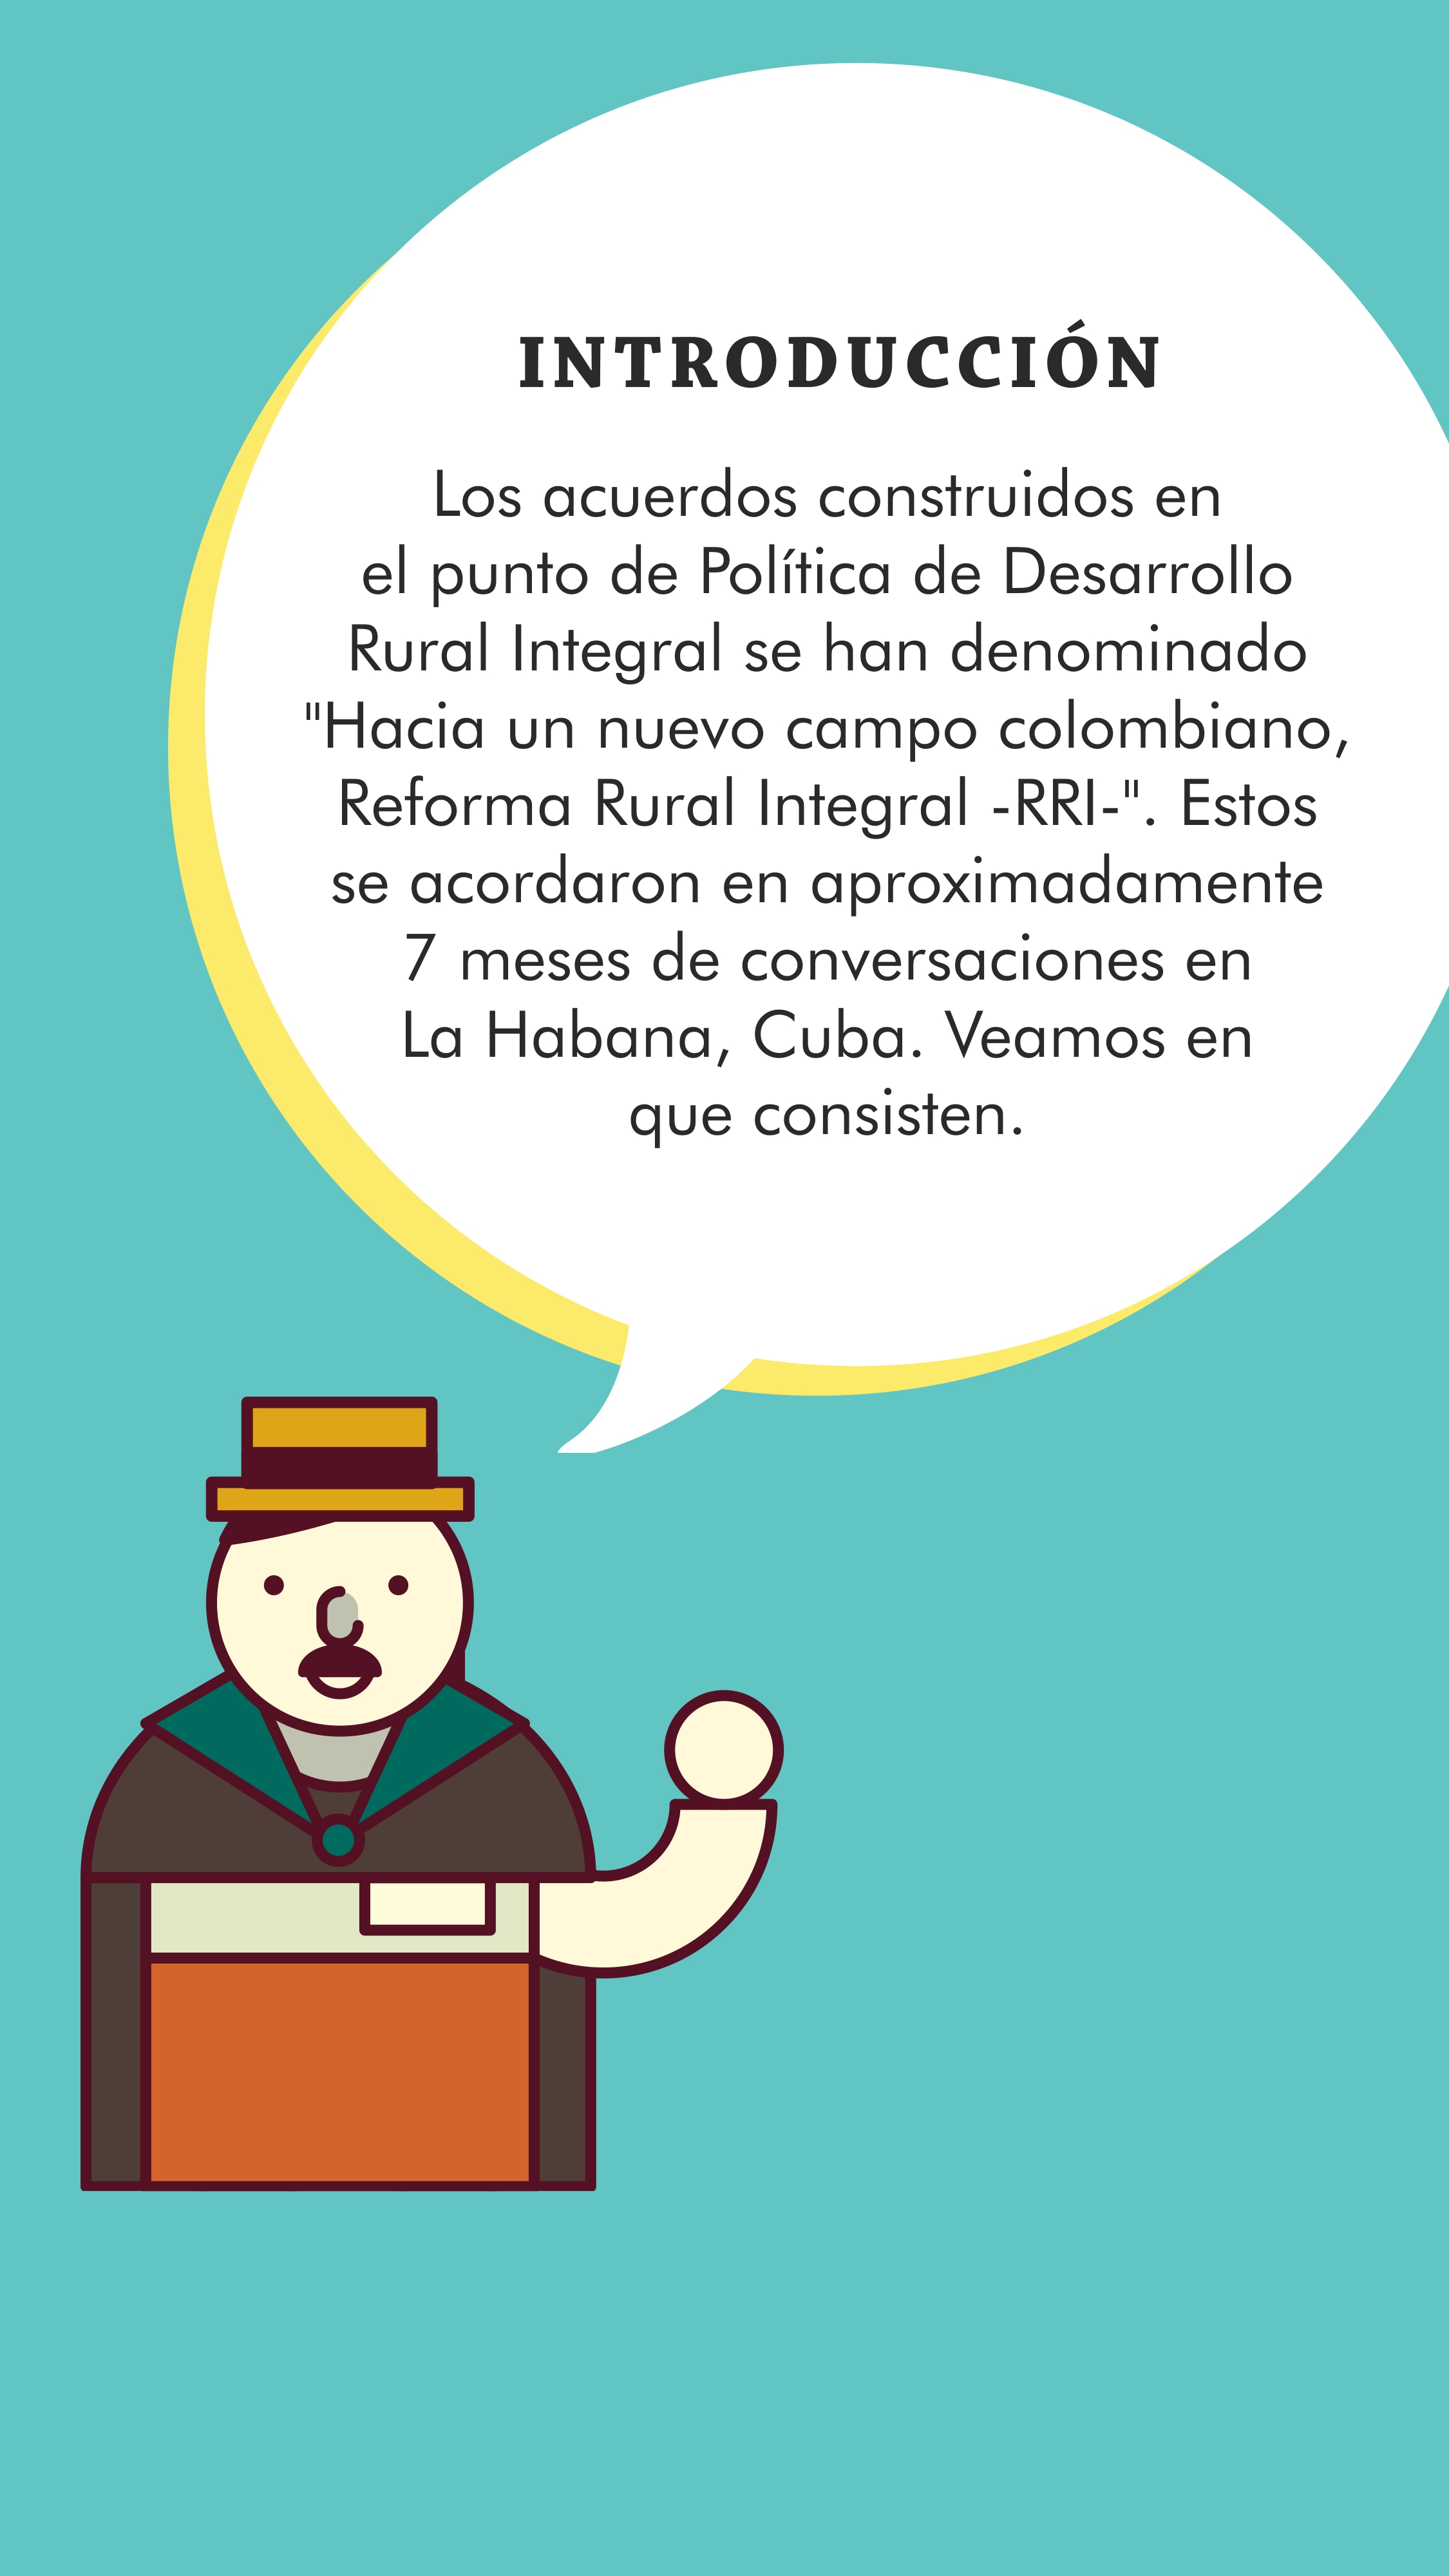 INTRODUCCIÓN
Los acuerdos construidos en
el punto de Política de Desarrollo
Rural Integral se han denominado
"Hacia un nuevo campo colombiano,
Reforma Rural Integral -RRI-". Estos
se acordaron en aproximadamente
7 meses de conversaciones en
La Habana, Cuba. Veamos en
que consisten.